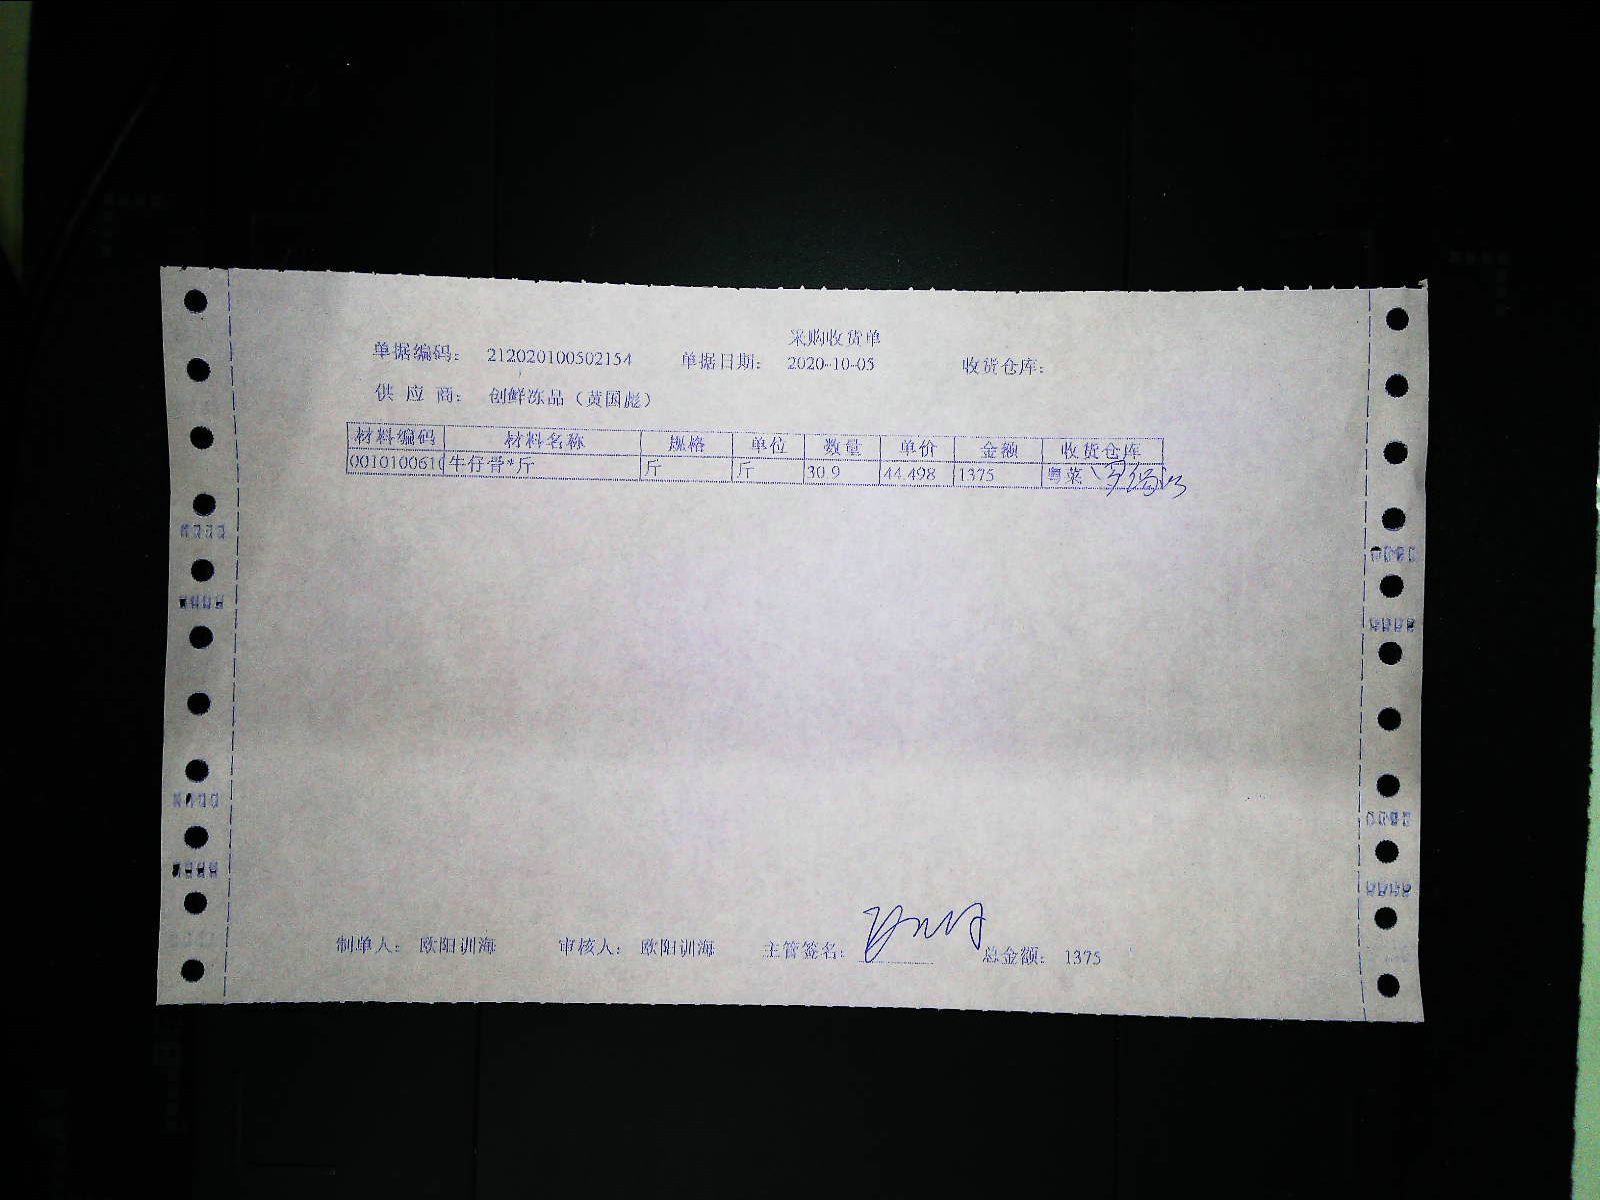 采购收货单
单据编码： 212020100502154 单据日期： 2020-10-05 收货仓库：
供 应 商： 创鲜冻品（黄国彪）
材料编码 材料名称 规格 单位 数量 单价 金额 收货仓库
0010100610 牛仔骨*斤 斤 斤 30.9 44.498 1375 粤菜
制单人： 欧阳训海 审核人： 欧阳训海 主管签名： 总金额： 1375